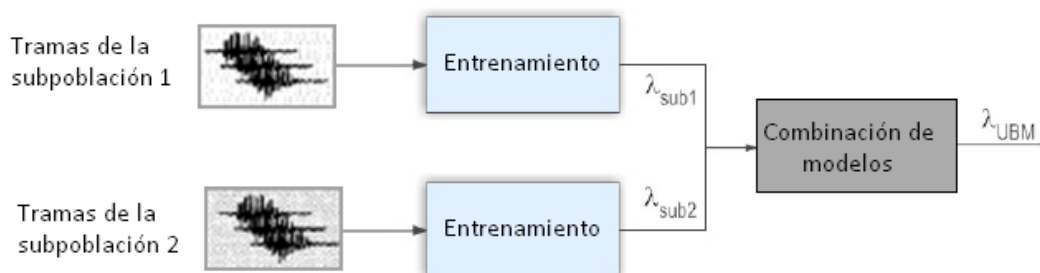 Tramas de la
subpoblación 1
Entrenamiento
λsub1
Combinación de
modelos
λUBM
Tramas de la
subpoblación 2
Entrenamiento
λsub2